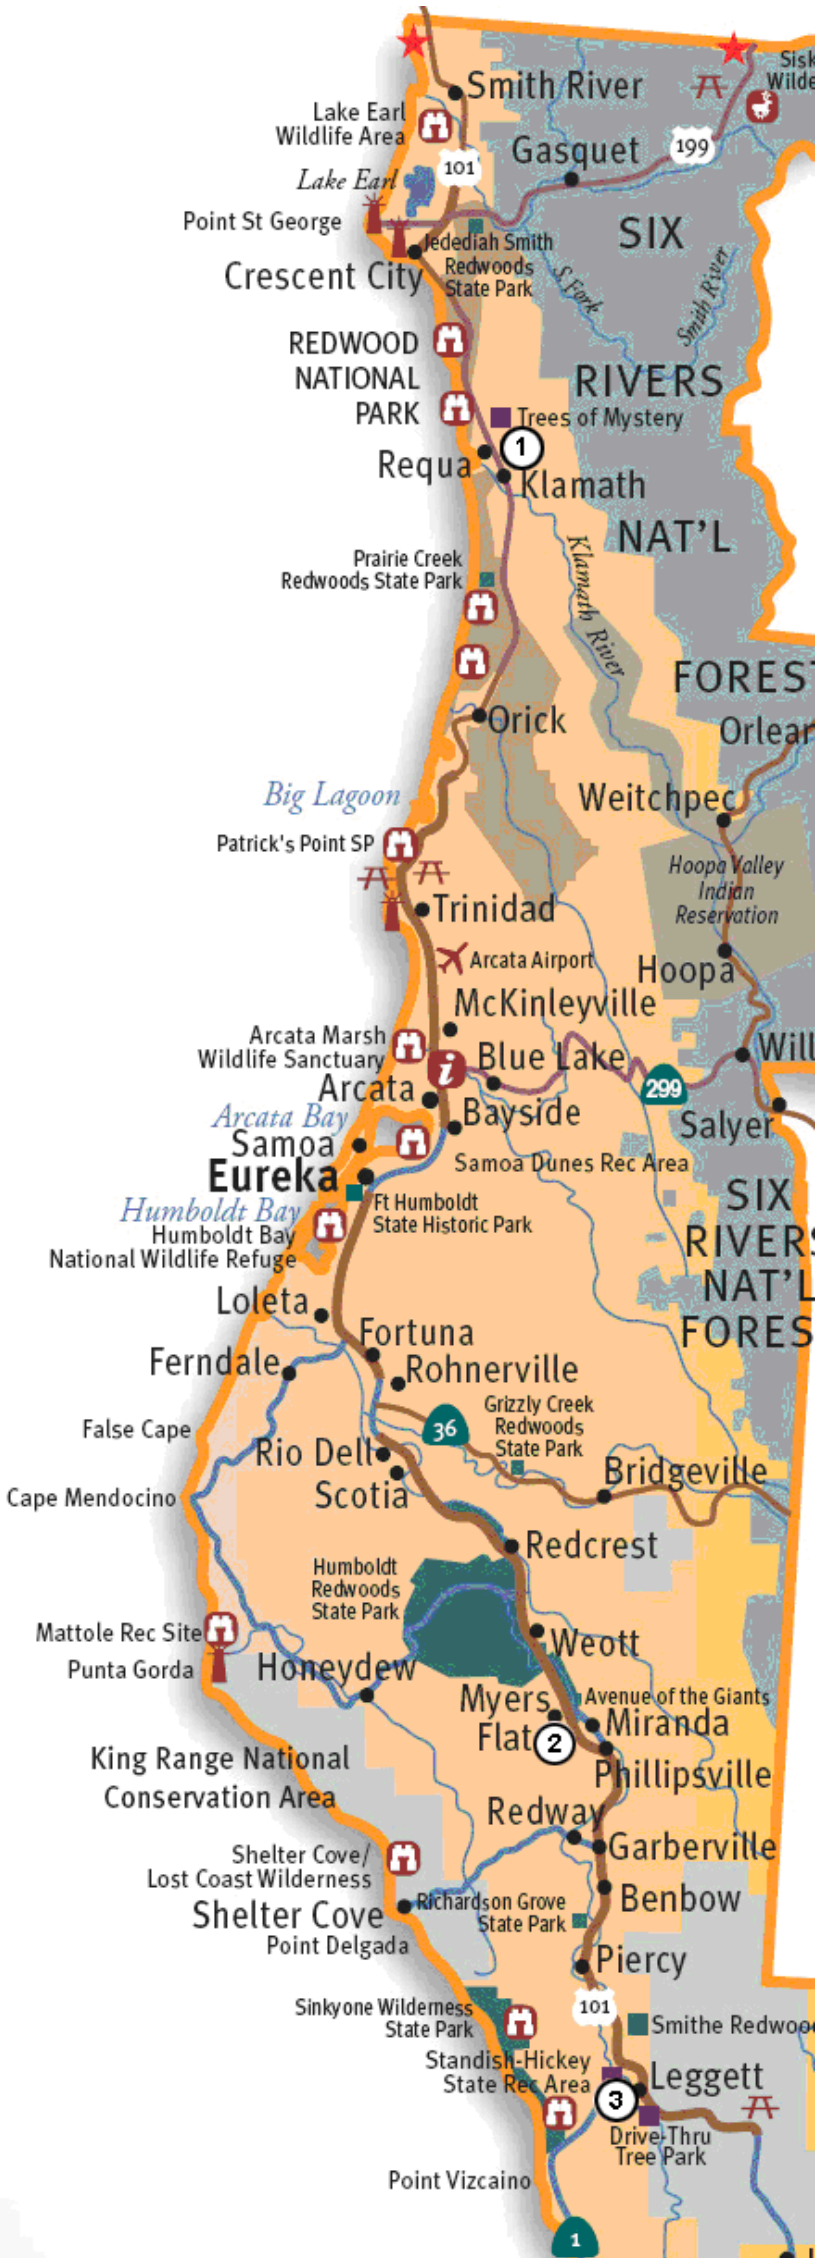 Smith River
Sisk
Wilde
Lake Earl
Wildlife Area
199
Gasquet
101
Lake Earl
Point St George
SIX
Jedediah Smith
Redwoods
State Park
Crescent City
S Fork
Smith River
REDWOOD
NATIONAL
PARK
RIVERS
Trees of Mystery
1
Requa
Klamath
NAT'L
Prairie Creek
Redwoods State Park
Klamath River
FOREST
Orick
Orlean
Big Lagoon
Weitchpec
Patrick's Point SP
Hoopa Valley
Indian
Reservation
Trinidad
Arcata Airport
Hoopa
McKinleyville
Arcata Marsh
Wildlife Sanctuary
i
Blue Lake
Will
299
Arcata
Arcata Bay
Bayside
Salyer
Samoa
Samoa Dunes Rec Area
Eureka
Ft Humboldt
State Historic Park
SIX
RIVERS
NAT'L
FORES
Humboldt Bay
Humboldt Bay
National Wildlife Refuge
Loleta
Fortuna
Ferndale
Rohnerville
Grizzly Creek
Redwoods
State Park
False Cape
36
Rio Dell
Bridgeville
Cape Mendocino
Scotia
Redcrest
Humboldt
Redwoods
State Park
Mattole Rec Site
Weott
Punta Gorda
Honeydew
Myers
Flat
Avenue of the Giants
Miranda
2
King Range National
Conservation Area
Phillipsville
Redway
Garberville
Shelter Cove/
Lost Coast Wilderness
Benbow
Shelter Cove
Richardson Grove
State Park
Point Delgada
Piercy
101
Sinkyone Wilderness
State Park
Smithe Redwoo
Standish-Hickey
State Rec Area
Leggett
3
Drive-Thru
Tree Park
Point Vizcaino
1